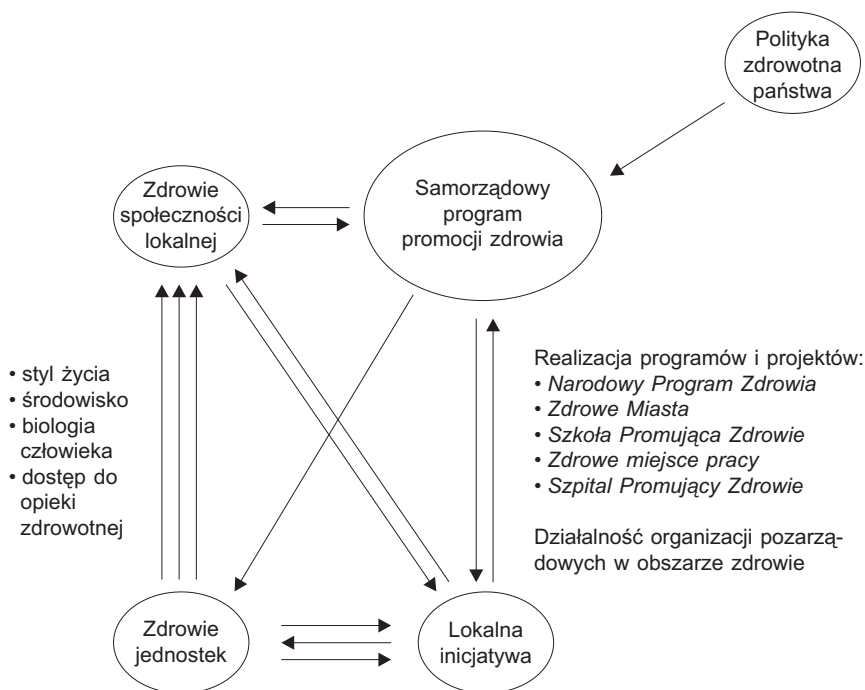 Polityka
zdrowotna
państwa
Samorządowy
program
promocji zdrowia
Zdrowie
społeczności
lokalnej
• styl życia
• środowisko
• biologia
człowieka
• dostęp do
opieki
zdrowotnej
Realizacja programów i projektów:
• Narodowy Program Zdrowia
• Zdrowe Miasta
• Szkoła Promująca Zdrowie
• Zdrowe miejsce pracy
• Szpital Promujący Zdrowie
Działalność organizacji pozarzą-
dowych w obszarze zdrowie
Zdrowie
jednostek
Lokalna
inicjatywa